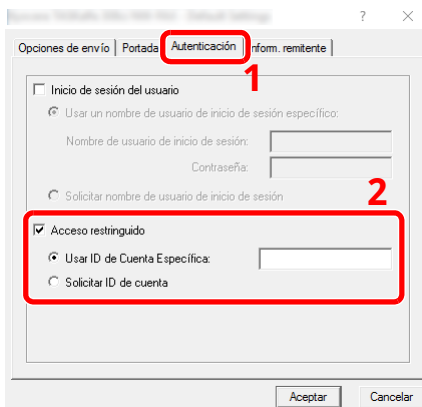 ? ×
Opciones de envío Portada Autenticación Inform. remitente
1
Inicio de sesión del usuario
Usar un nombre de usuario de inicio de sesión específico:
Nombre de usuario de inicio de sesión:
Contraseña:
Solicitar nombre de usuario de inicio de sesión
2
Acceso restringuido
Usar ID de Cuenta Específica:
Solicitar ID de cuenta
Aceptar Cancelar